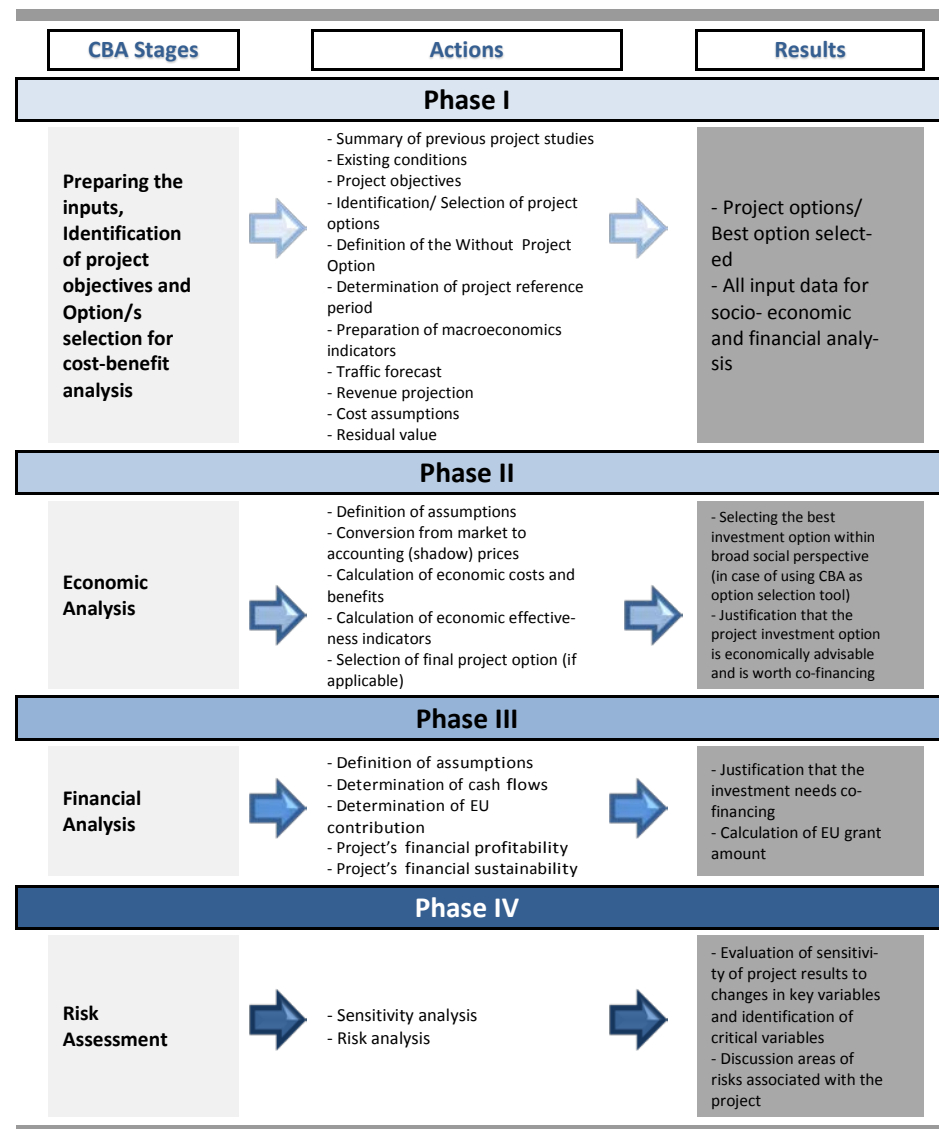 CBA Stages
Actions
Results
Phase I
Preparing the
inputs,
Identification
of project
objectives and
Option/s
selection for
cost-benefit
analysis
- Summary of previous project studies
- Existing conditions
- Project objectives
- Identification/ Selection of project
options
- Definition of the Without Project
Option
- Determination of project reference
period
- Preparation of macroeconomics
indicators
- Traffic forecast
- Revenue projection
- Cost assumptions
- Residual value
- Project options/
Best option select-
ed
- All input data for
socio- economic
and financial analy-
sis
Phase II
Economic
Analysis
- Definition of assumptions
- Conversion from market to
accounting (shadow) prices
- Calculation of economic costs and
benefits
- Calculation of economic effective-
ness indicators
- Selection of final project option (if
applicable)
- Selecting the best
investment option within
broad social perspective
(in case of using CBA as
option selection tool)
- Justification that the
project investment option
is economically advisable
and is worth co-financing
Phase III
Financial
Analysis
- Definition of assumptions
- Determination of cash flows
- Determination of EU
contribution
- Project's financial profitability
- Project's financial sustainability
- Justification that the
investment needs co-
financing
- Calculation of EU grant
amount
Phase IV
Risk
Assessment
- Sensitivity analysis
- Risk analysis
- Evaluation of sensitivi-
ty of project results to
changes in key variables
and identification of
critical variables
- Discussion areas of
risks associated with the
project